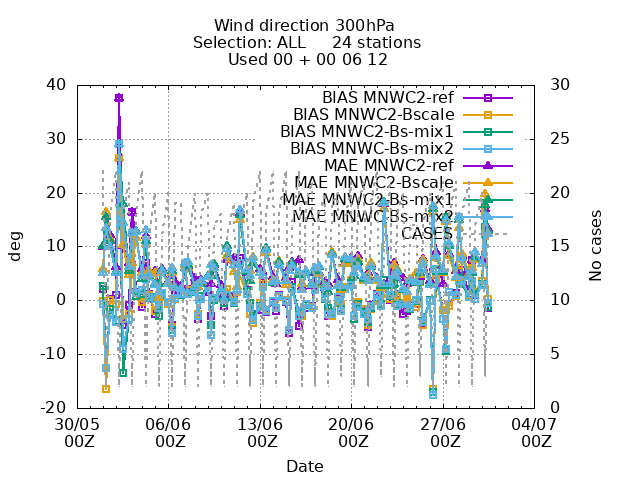 Wind direction 300hPa
Selection: ALL 24 stations
Used 00 + 00 06 12
40 30
BIAS MNWC2-ref
BIAS MNWC2-Bscale
30 25
BIAS MNWC2-Bs-mix1
BIAS MNWC-Bs-mix2
MAE MNWC2-ref
MAE MNWC2-Bscale
20 20
MAE MNWC2-Bs-mix1
MAE MNWC-Bs-mix2
CASES
deg No cases
10 15
0 10
-10 5
-20 0
30/05 06/06 13/06 20/06 27/06 04/07
00Z 00Z 00Z 00Z 00Z 00Z
Date